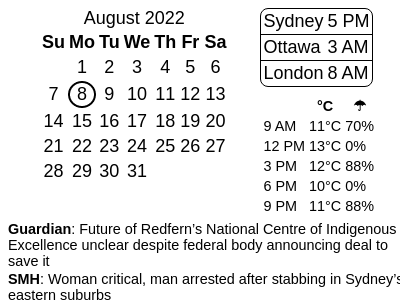 August 2022
Su Mo Tu We Th Fr Sa
1 2 3 4 5 6
7 8 9 10 11 12 13
14 15 16 17 18 19 20
21 22 23 24 25 26 27
28 29 30 31
Sydney 5 PM
Ottawa 3 AM
London 8 AM
°C ☂
9 AM 11°C 70%
12 PM 13°C 0%
3 PM 12°C 88%
6 PM 10°C 0%
9 PM 11°C 88%
Guardian: Future of Redfern’s National Centre of Indigenous
Excellence unclear despite federal body announcing deal to
save it
SMH: Woman critical, man arrested after stabbing in Sydney’s
eastern suburbs